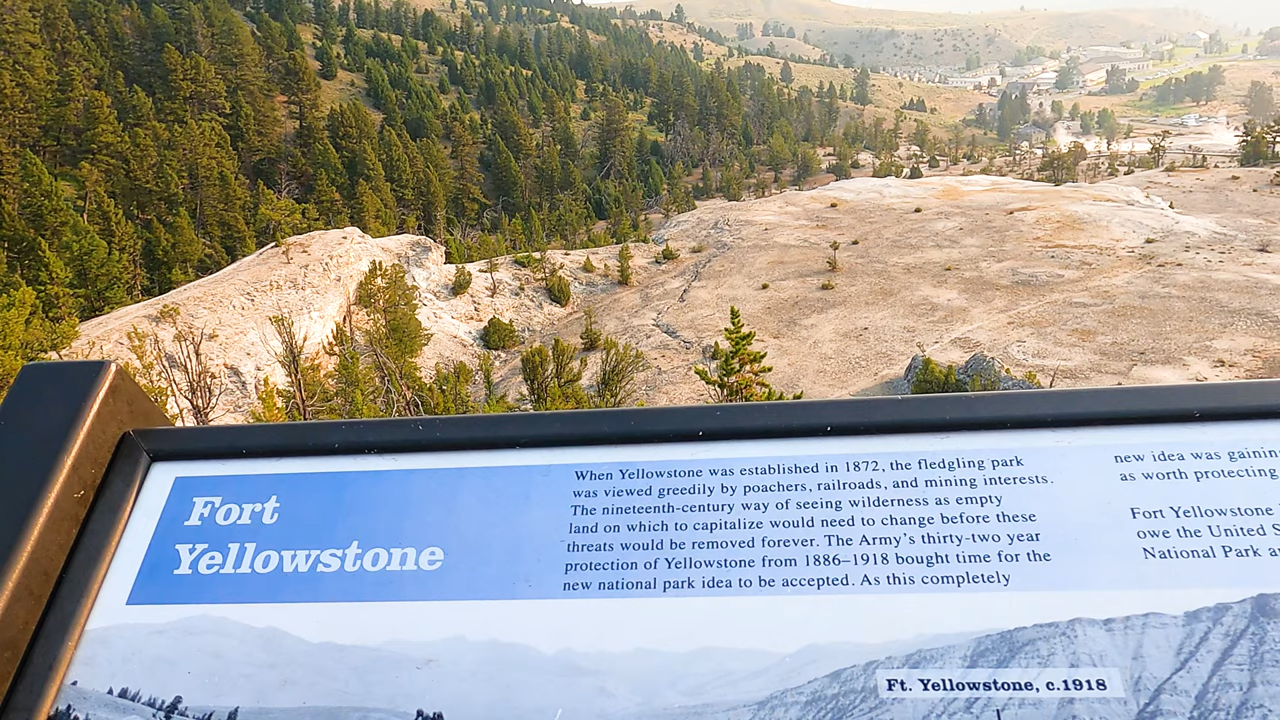 Fort
Yellowstone
When Yellowstone was established in 1872, the fledgling park
was viewed greedily by poachers, railroads, and mining interests.
The nineteenth-century way of seeing wilderness as empty
land on which to capitalize would need to change before these
threats would be removed forever. The Army's thirty-two year
protection of Yellowstone from 1886–1918 bought time for the
new national park idea to be accepted. As this completely
new idea was gaining
as worth protecting
Fort Yellowstone
owe the United S
National Park a
Ft. Yellowstone, c.1918